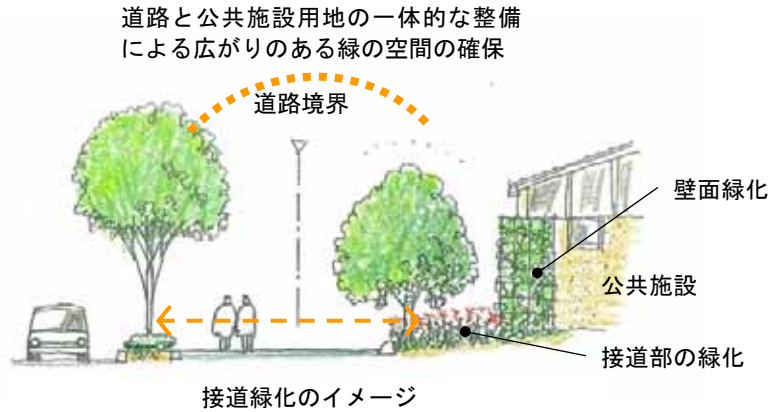 道路と公共施設用地の一体的な整備
による広がりのある緑の空間の確保
道路境界
壁面緑化
公共施設
接道部の緑化
接道緑化のイメージ